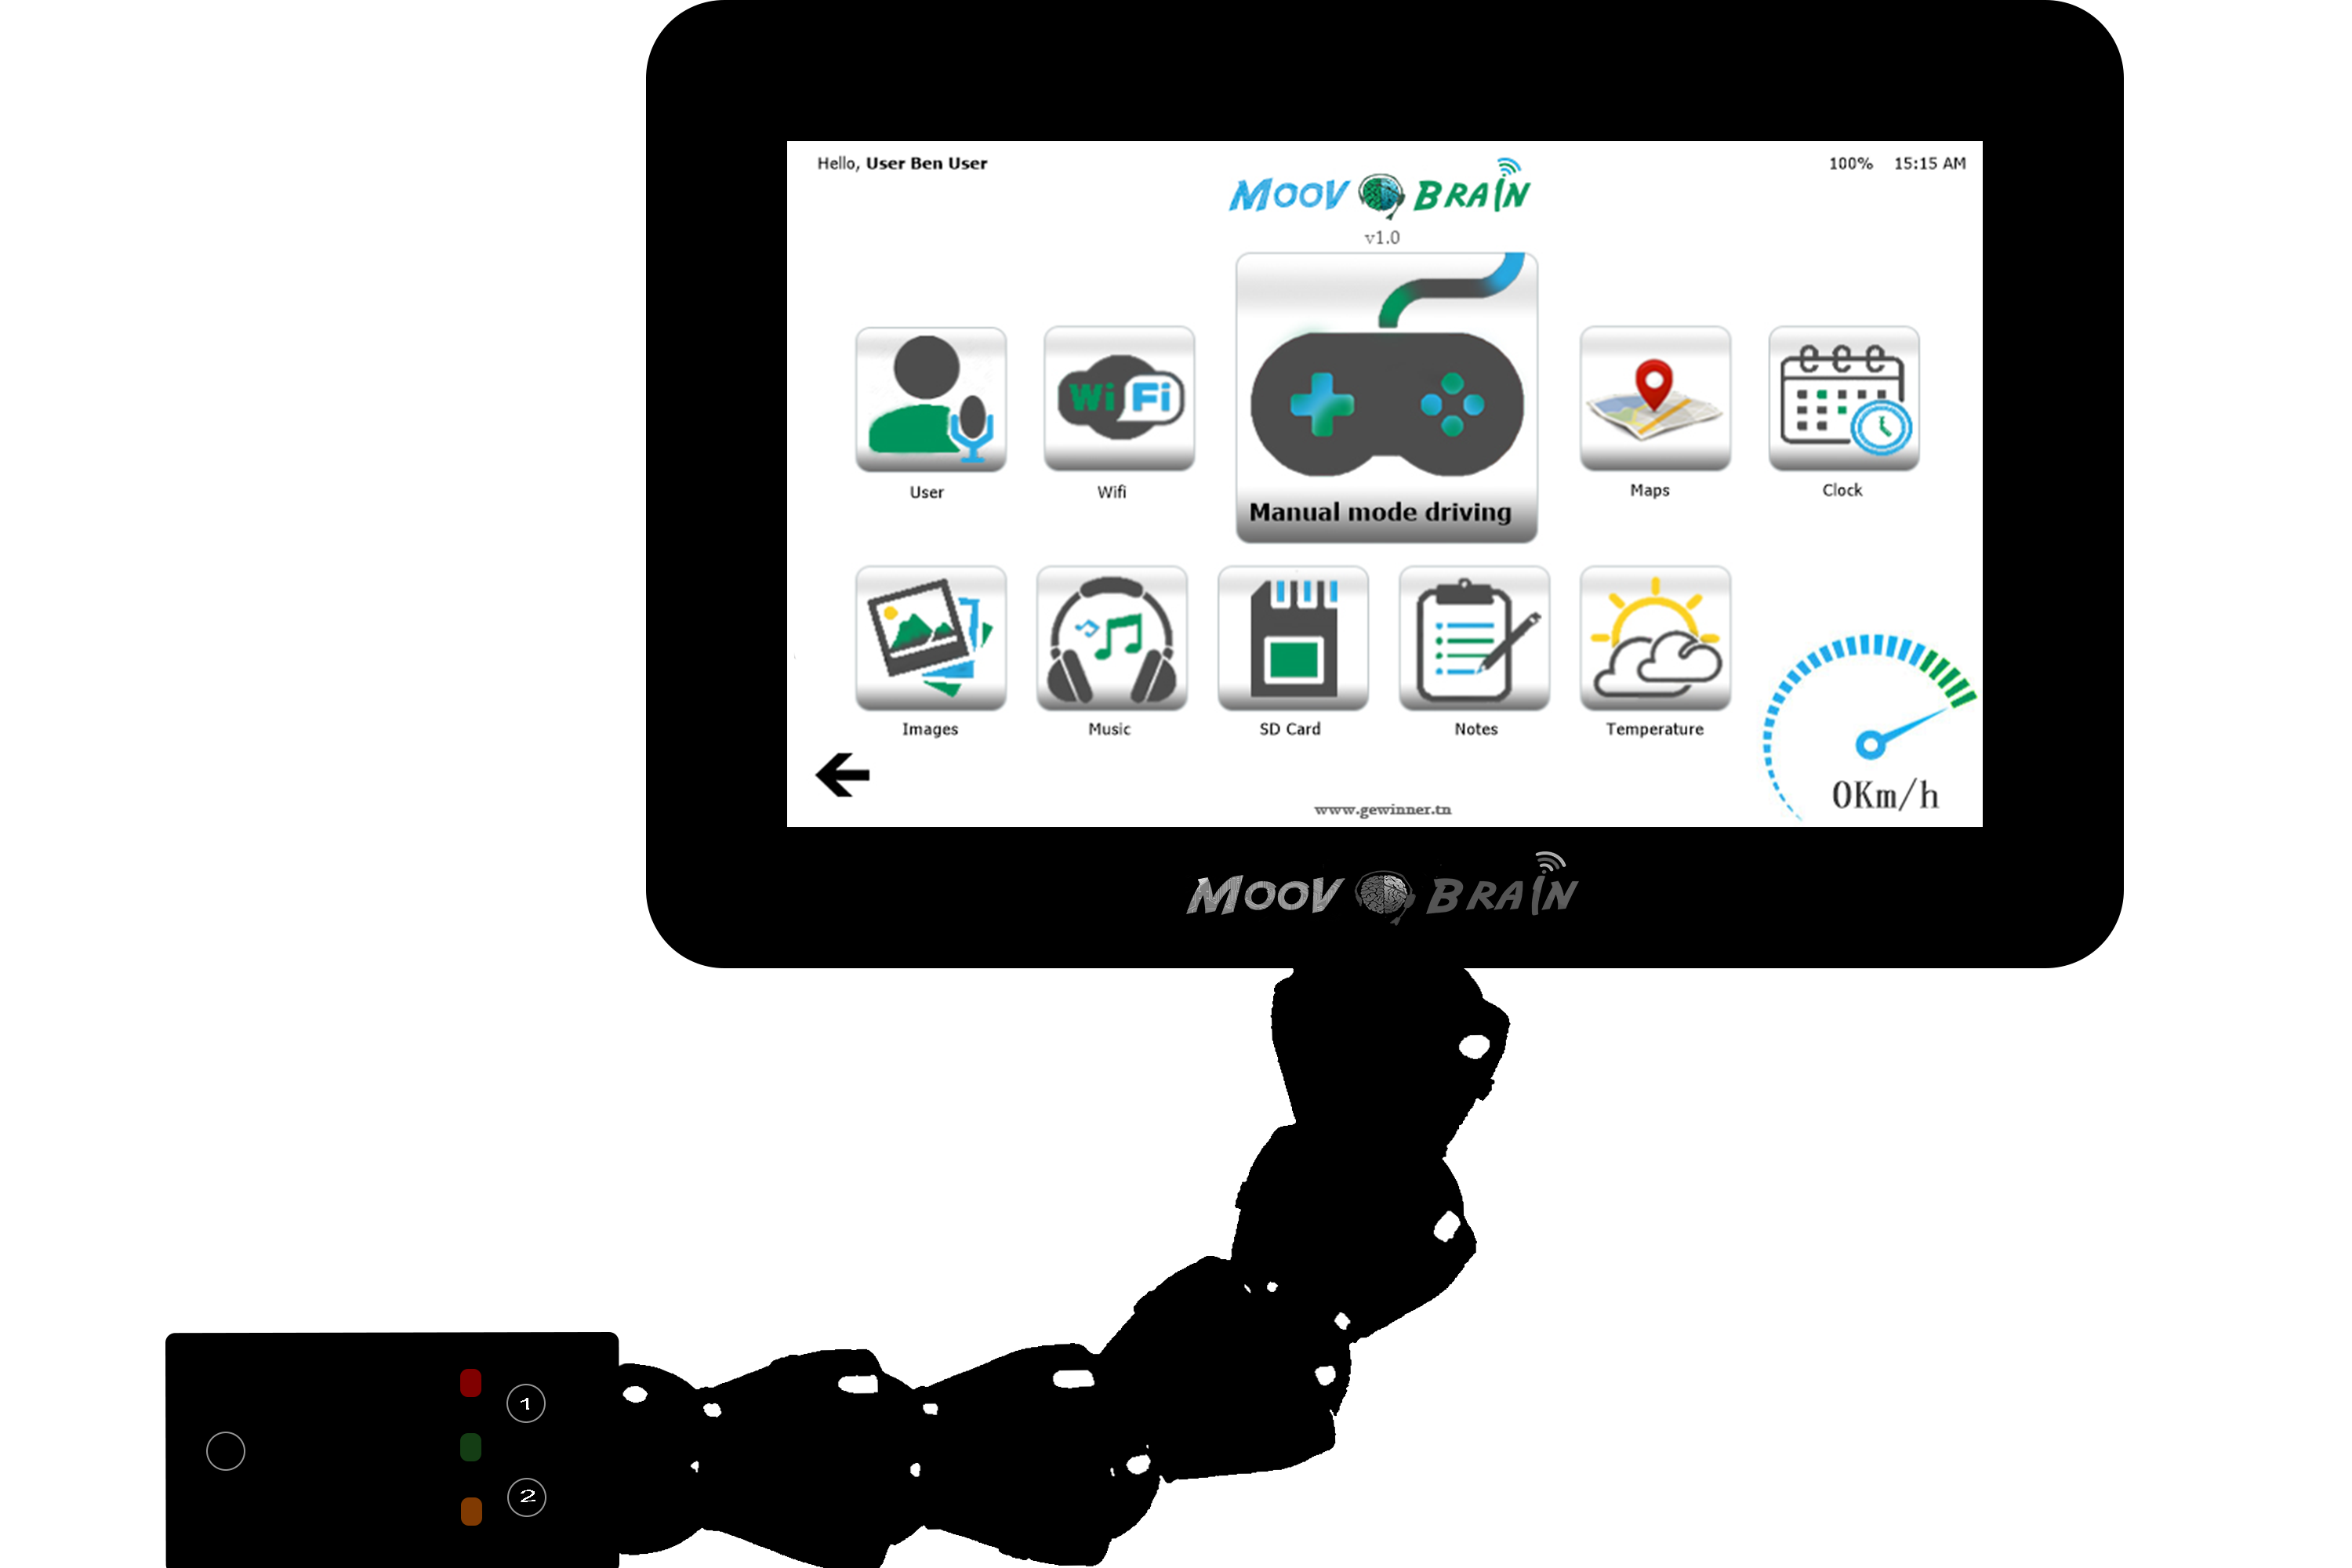 Hello, User Ben User
100% 15:15 AM
MOOV BRAIN
v1.0
Wi Fi
Manual mode driving
User
Wifi
Maps
Clock
Images
Music
SD Card
Notes
Temperature
0Km/h
www.gewinner.tn
MOOV BRAIN
1
2